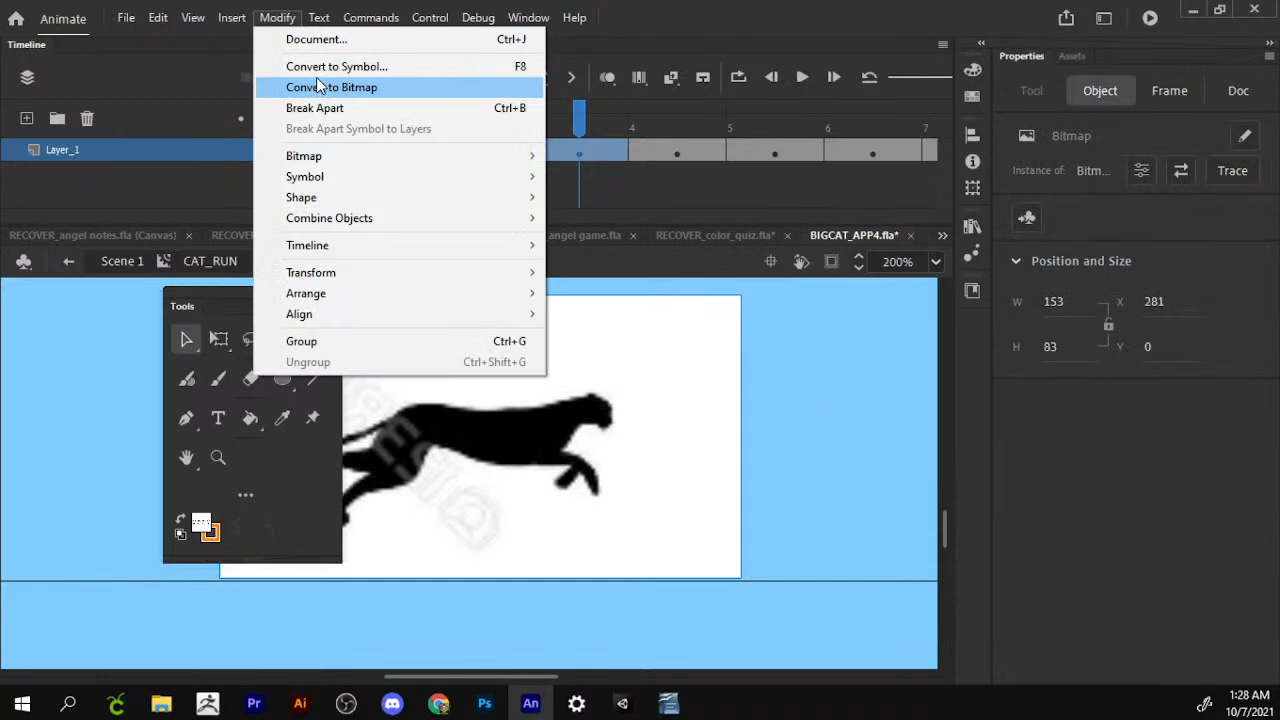 Animate File Edit View Insert Modify Text Commands Control Debug Window Help
Timeline Properties Assets
Document... Ctrl+J
Convert to Symbol... F8
Tool Object Frame Doc
Convert to Bitmap
Break Apart Ctrl+B
4 5 6 7
Break Apart Symbol to Layers
Bitmap
Layer_1
Bitmap
Instance of: Bitm... Trace
Symbol
Shape
Combine Objects
RECOVER_angel notes.fla (Canvas) × angel game.fla × RECOVER_color_quiz.fla* × BIGCAT_APP4.fla* ×
Timeline
Scene 1 CAT_RUN 200%
Position and Size
Transform
Arrange
W 153 X 281
Tools
Align
Group Ctrl+G
H 83 Y 0
Ungroup Ctrl+Shift+G
T
Pr Ai Ps An
1:28 AM
10/7/2021